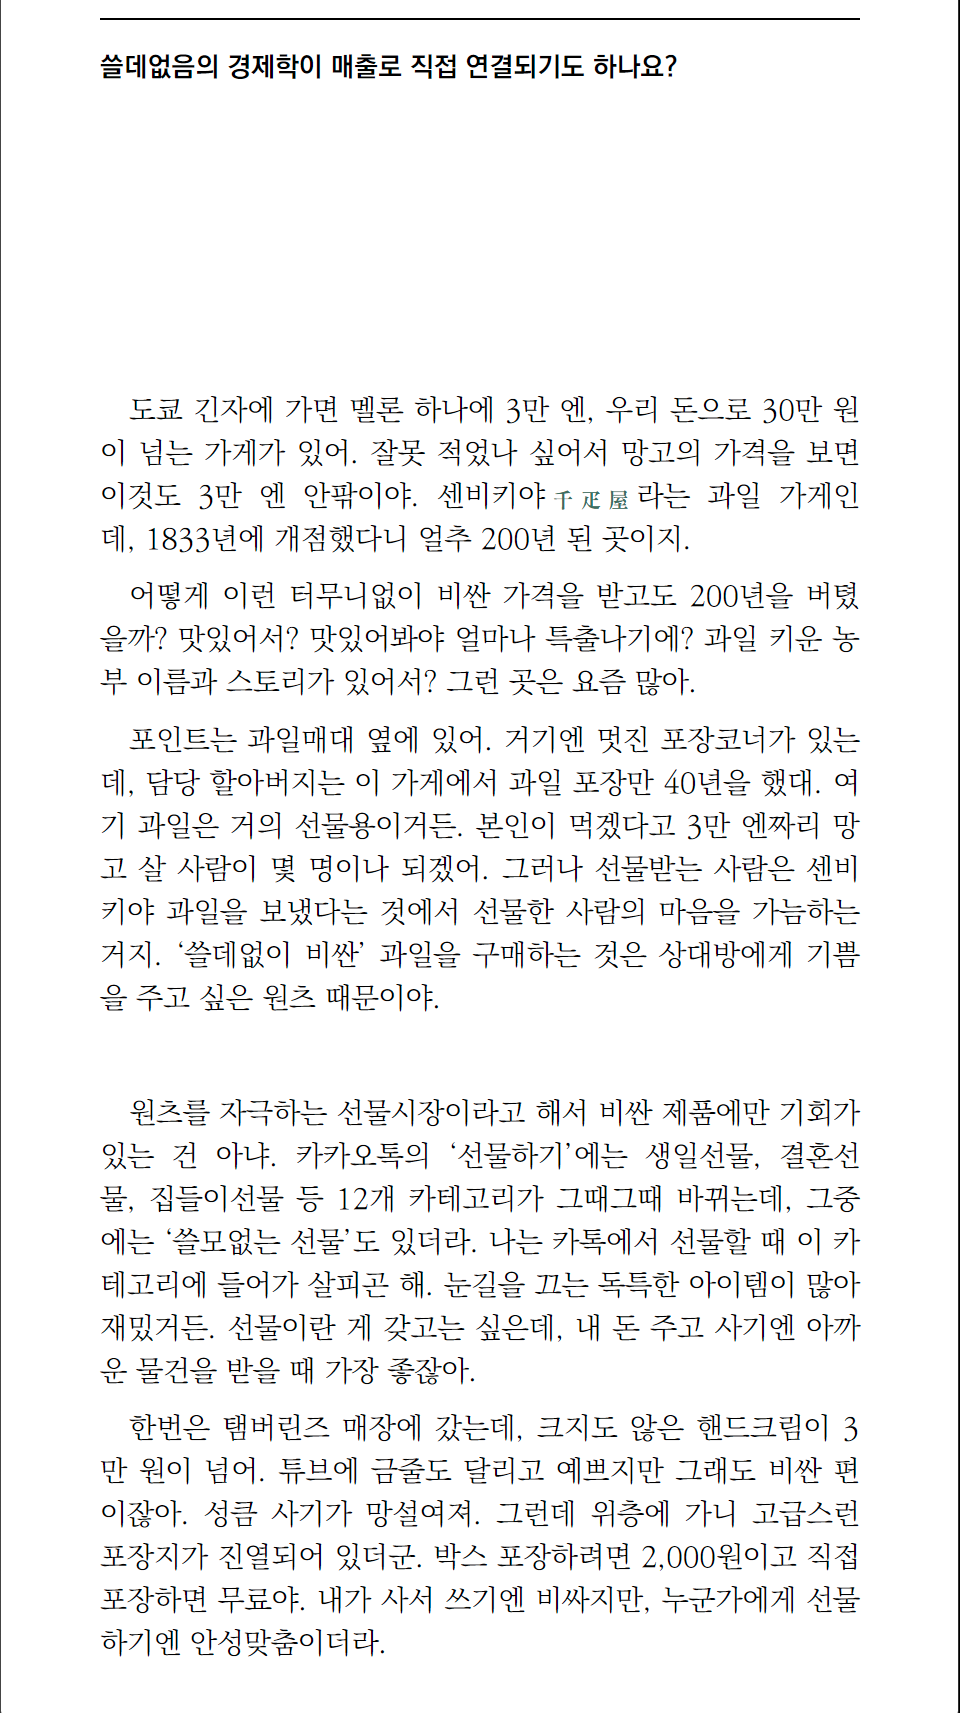 쓸데없음의 경제학이 매출로 직접 연결되기도 하나요?
도쿄 긴자에 가면 멜론 하나에 3만 엔, 우리 돈으로 30만 원
이 넘는 가게가 있어. 잘못 적었나 싶어서 망고의 가격을 보면
이것도 3만 엔 안팎이야. 센비키야千疋屋라는 과일 가게인
데, 1833년에 개점했다니 얼추 200년 된 곳이지.
어떻게 이런 터무니없이 비싼 가격을 받고도 200년을 버텼
을까? 맛있어서? 맛있어봐야 얼마나 특출나기에? 과일 키운 농
부 이름과 스토리가 있어서? 그런 곳은 요즘 많아.
포인트는 과일매대 옆에 있어. 거기엔 멋진 포장코너가 있는
데, 담당 할아버지는 이 가게에서 과일 포장만 40년을 했대. 여
기 과일은 거의 선물용이거든. 본인이 먹겠다고 3만 엔짜리 망
고 살 사람이 몇 명이나 되겠어. 그러나 선물받는 사람은 센비
키야 과일을 보냈다는 것에서 선물한 사람의 마음을 가늠하는
거지. ‘쓸데없이 비싼’ 과일을 구매하는 것은 상대방에게 기쁨
을 주고 싶은 원츠 때문이야.
원츠를 자극하는 선물시장이라고 해서 비싼 제품에만 기회가
있는 건 아냐. 카카오톡의 ‘선물하기’에는 생일선물, 결혼선
물, 집들이선물 등 12개 카테고리가 그때그때 바뀌는데, 그중
에는 ‘쓸모없는 선물’도 있더라. 나는 카톡에서 선물할 때 이 카
테고리에 들어가 살피곤 해. 눈길을 끄는 독특한 아이템이 많아
재밌거든. 선물이란 게 갖고는 싶은데, 내 돈 주고 사기엔 아까
운 물건을 받을 때 가장 좋잖아.
한번은 탬버린즈 매장에 갔는데, 크지도 않은 핸드크림이 3
만 원이 넘어. 튜브에 금줄도 달리고 예쁘지만 그래도 비싼 편
이잖아. 성큼 사기가 망설여져. 그런데 위층에 가니 고급스런
포장지가 진열되어 있더군. 박스 포장하려면 2,000원이고 직접
포장하면 무료야. 내가 사서 쓰기엔 비싸지만, 누군가에게 선물
하기엔 안성맞춤이더라.